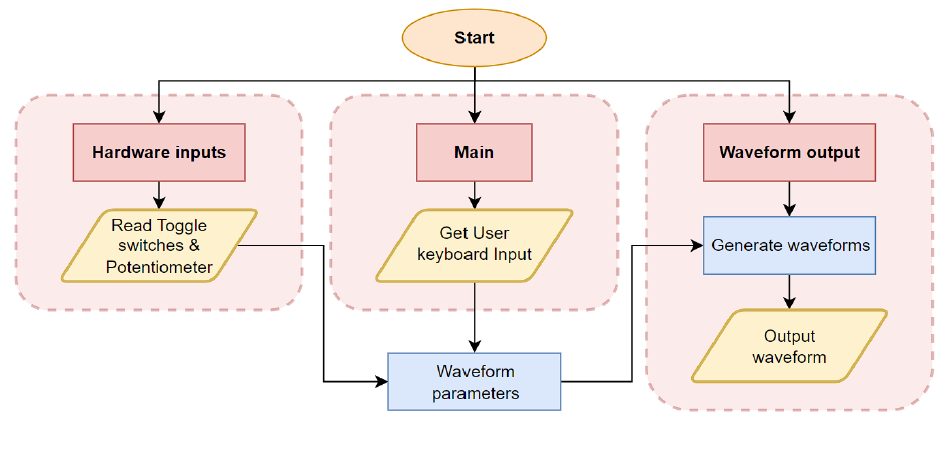 Start
Hardware inputs
Main
Waveform output
Read Toggle
switches &
Potentiometer
Get User
keyboard Input
Generate waveforms
Waveform
parameters
Output
waveform